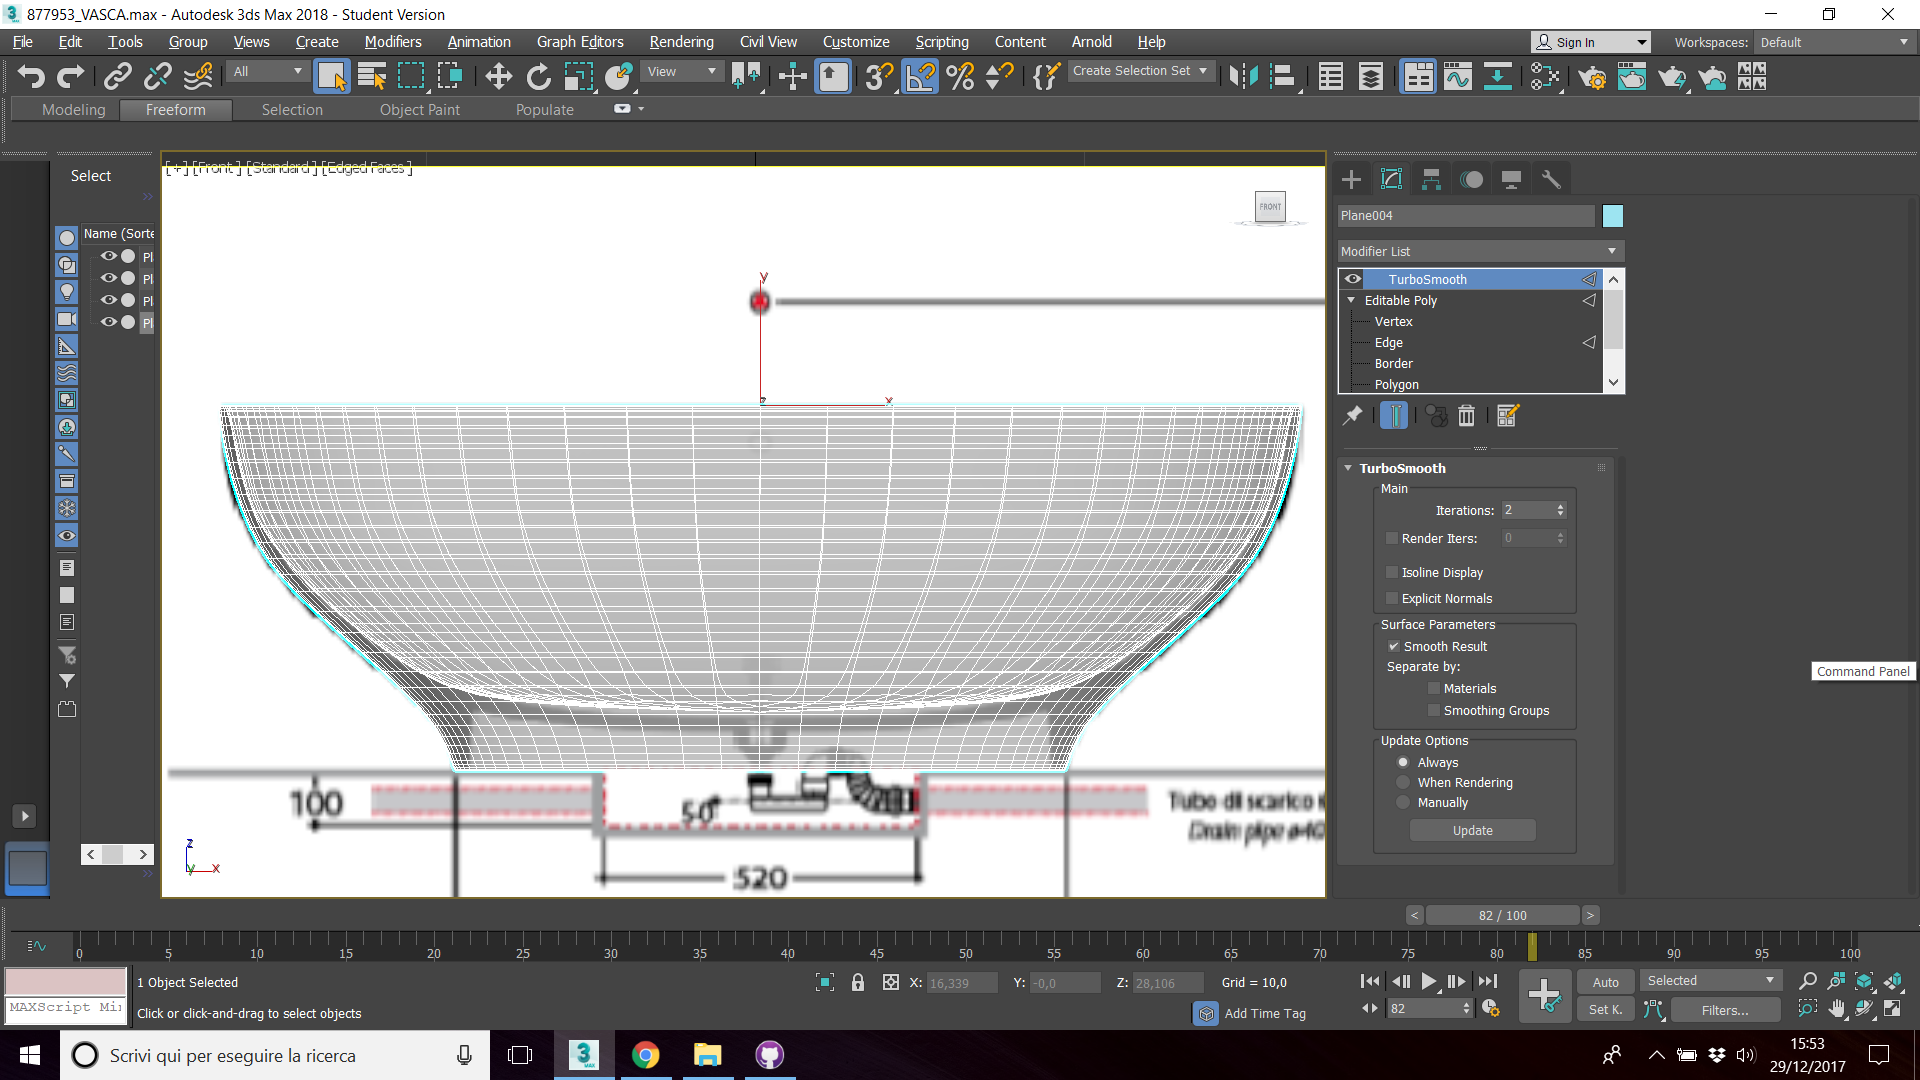 877953_VASCA.max - Autodesk 3ds Max 2018 - Student Version
File Edit Tools Group Views Create Modifiers Animation Graph Editors Rendering Civil View Customize Scripting Content Arnold Help
Sign In
Workspaces: Default
All
View
Create Selection Set
Modeling Freeform Selection Object Paint Populate
Select
Name (Sorte
Pl
Pl
Pl
Pl
[+] [Front] [Standard] [Edged Faces]
FRONT
y
x
z
100
50
520
Tubo di scarico
Drain pipe ø40
z
y x
Plane004
Modifier List
TurboSmooth
Editable Poly
Vertex
Edge
Border
Polygon
TurboSmooth
Main
Iterations: 2
Render Iters: 0
Isoline Display
Explicit Normals
Surface Parameters
Smooth Result
Separate by:
Materials
Smoothing Groups
Update Options
Always
When Rendering
Manually
Update
Command Panel
< 82 / 100 >
0 5 10 15 20 25 30 35 40 45 50 55 60 65 70 75 80 85 90 95 100
1 Object Selected
X: 16,339 Y: -0,0 Z: 28,106 Grid = 10,0
Auto Selected
MAXScript Mi
Click or click-and-drag to select objects
Add Time Tag
82
Set K. Filters...
Scrivi qui per eseguire la ricerca
3 MAX
15:53
29/12/2017